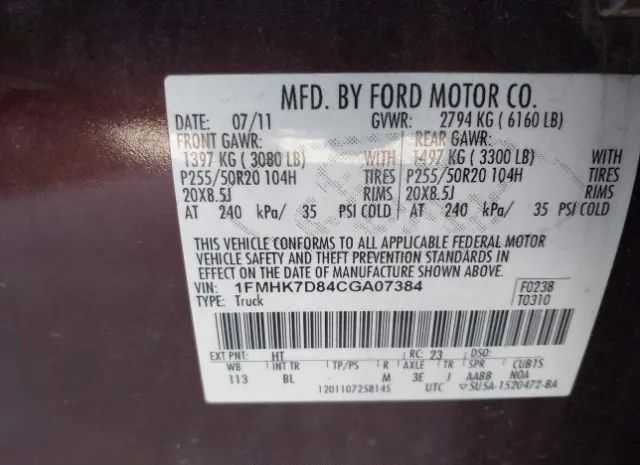 MFD. BY FORD MOTOR CO.
DATE: 07/11 GVWR: 2794 KG ( 6160 LB)
FRONT GAWR: REAR GAWR:
1397 KG ( 3080 LB) WITH 1497 KG ( 3300 LB) WITH
P255/50R20 104H TIRES P255/50R20 104H TIRES
20X8.5J RIMS 20X8.5J RIMS
AT 240 kPa/ 35 PSI COLD AT 240 kPa/ 35 PSI COLD
THIS VEHICLE CONFORMS TO ALL APPLICABLE FEDERAL MOTOR
VEHICLE SAFETY AND THEFT PREVENTION STANDARDS IN
EFFECT ON THE DATE OF MANUFACTURE SHOWN ABOVE.
VIN: 1FMHK7D84CGA07384 F0238
TYPE: Truck T0310
EXT PNT: HT RC: 23 DSO:
WB INT TR TP/PS R AXLE TR SPR CUBTS
113 BL M 3E J AABB NOA
1201107258145 UTC ▽5U5A-1520472-BA